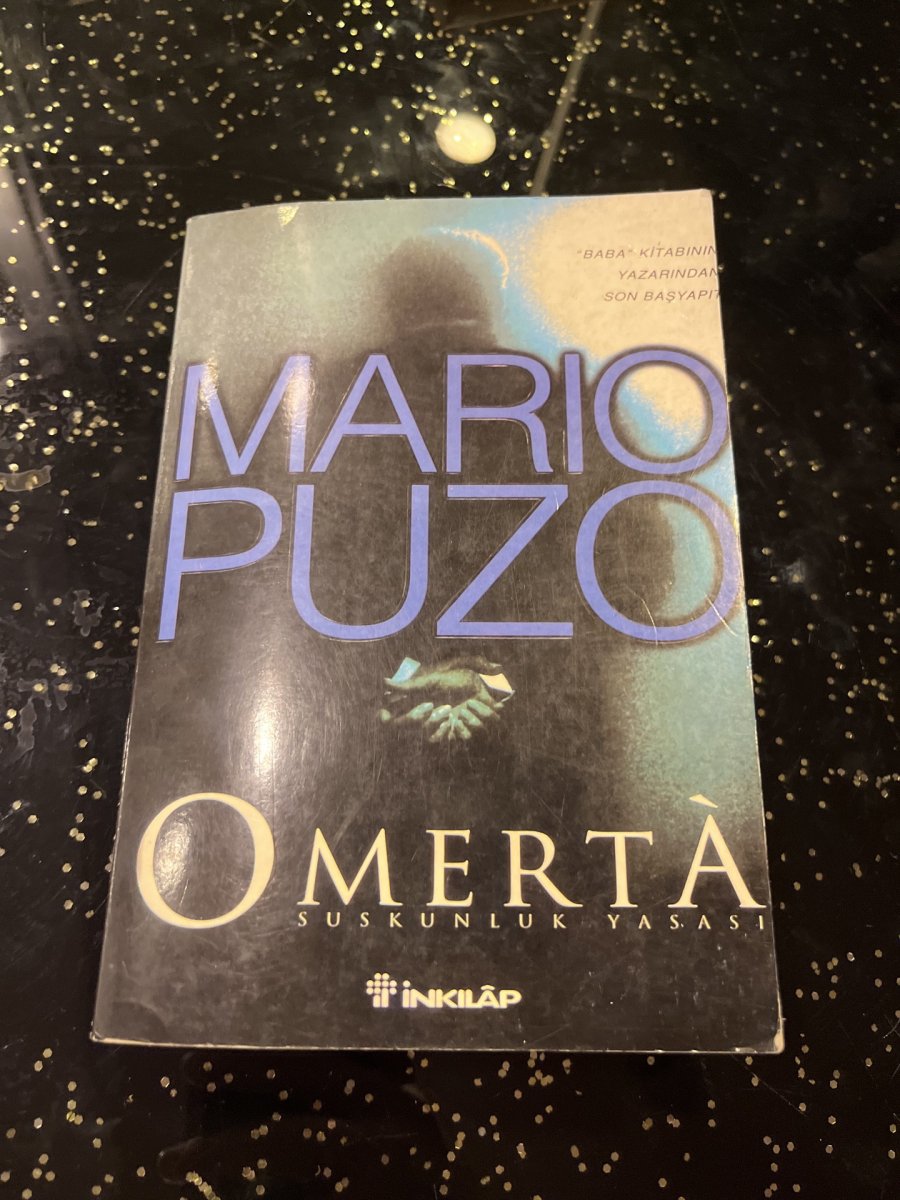 "BABA" KİTABININ
YAZARINDAN
SON BAŞYAPIT
MARIO
PUZO
OMERTÀ
SUSKUNLUK YASASI
İNKILÂP